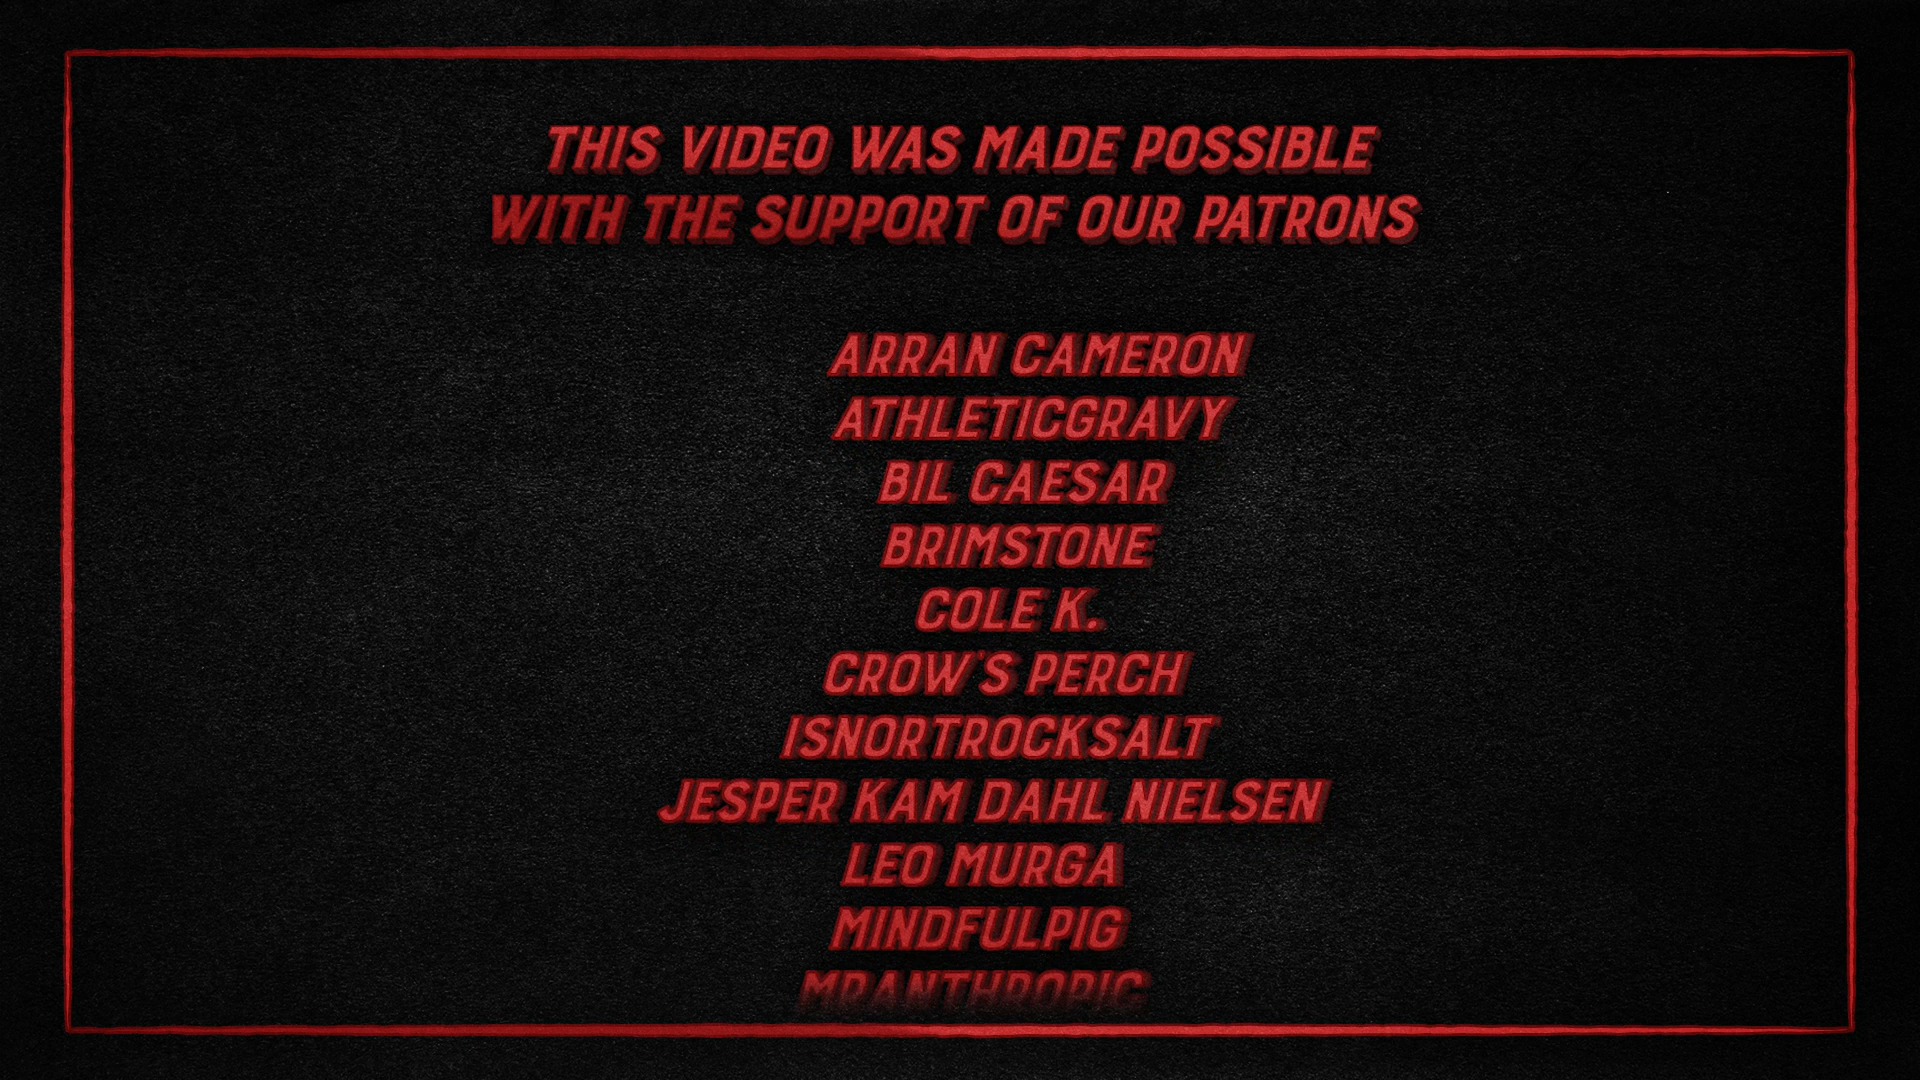 THIS VIDEO WAS MADE POSSIBLE
WITH THE SUPPORT OF OUR PATRONS
ARRAN CAMERON
ATHLETICGRAVY
BIL CAESAR
BRIMSTONE
COLE K.
CROW'S PERCH
ISNORTROCKSALT
JESPER KAM DAHL NIELSEN
LEO MURGA
MINDFULPIG
MRANTHROPIC